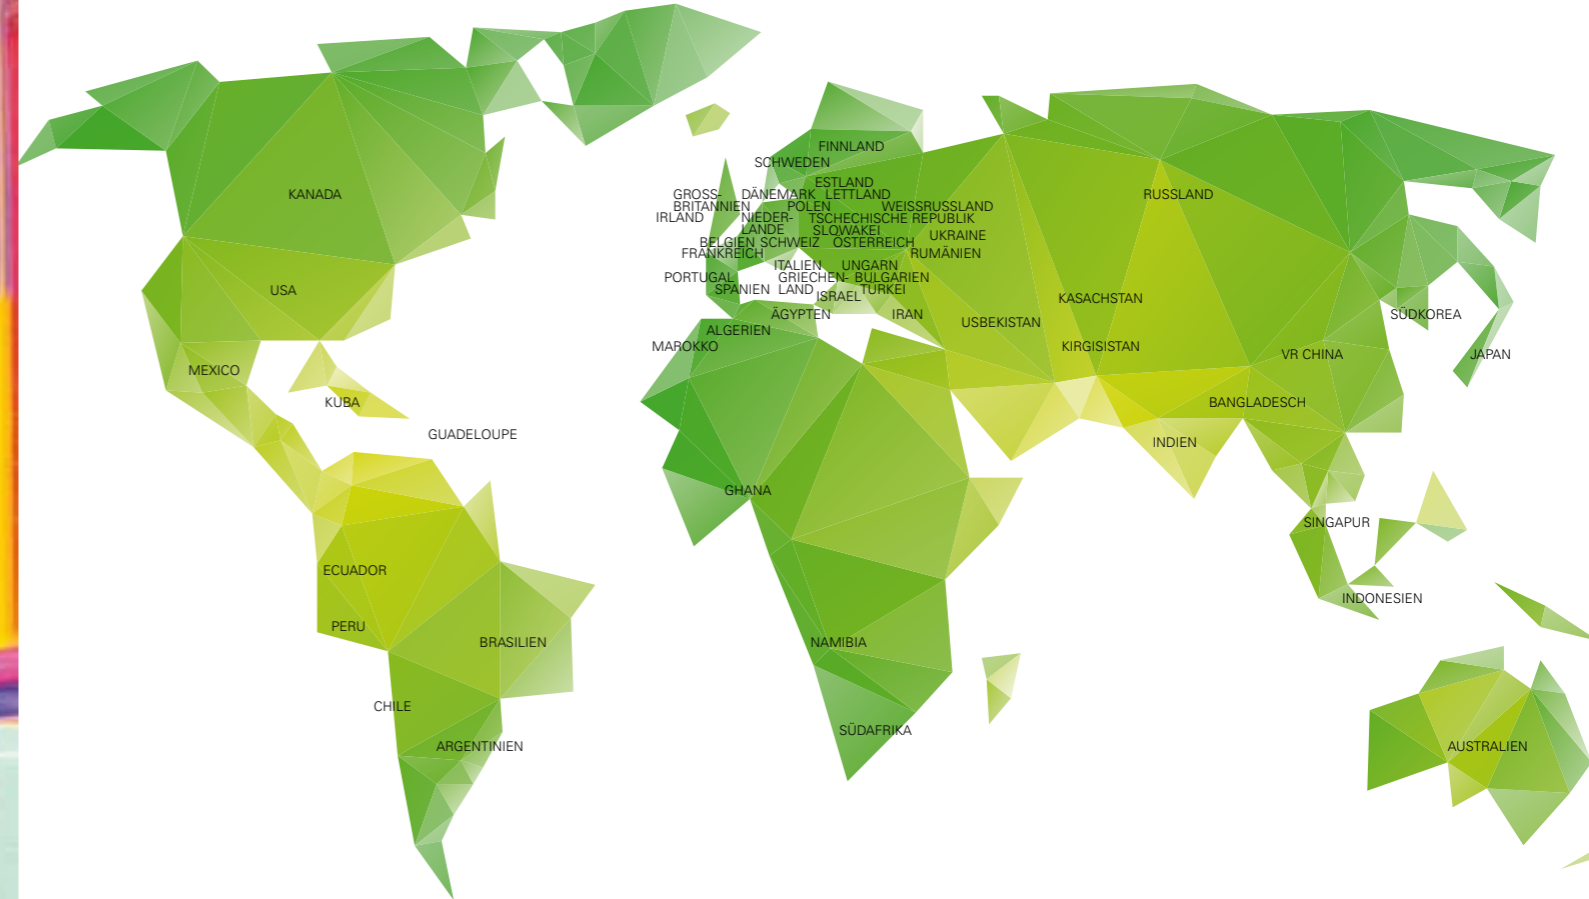 FINNLAND
SCHWEDEN
ESTLAND
GROSS-
BRITANNIEN
DÄNEMARK
LETTLAND
POLEN
WEISSRUSSLAND
IRLAND
NIEDER-
LANDE
TSCHECHISCHE REPUBLIK
SLOWAKEI
UKRAINE
BELGIEN
SCHWEIZ
ÖSTERREICH
FRANKREICH
RUMÄNIEN
ITALIEN
UNGARN
PORTUGAL
GRIECHEN-
LAND
BULGARIEN
SPANIEN
ISRAEL
TÜRKEI
ÄGYPTEN
IRAN
ALGERIEN
MAROKKO
KANADA
USA
MEXICO
KUBA
GUADELOUPE
RUSSLAND
KASACHSTAN
USBEKISTAN
KIRGISISTAN
SÜDKOREA
VR CHINA
JAPAN
BANGLADESCH
INDIEN
GHANA
SINGAPUR
ECUADOR
INDONESIEN
PERU
BRASILIEN
NAMIBIA
CHILE
SÜDAFRIKA
ARGENTINIEN
AUSTRALIEN